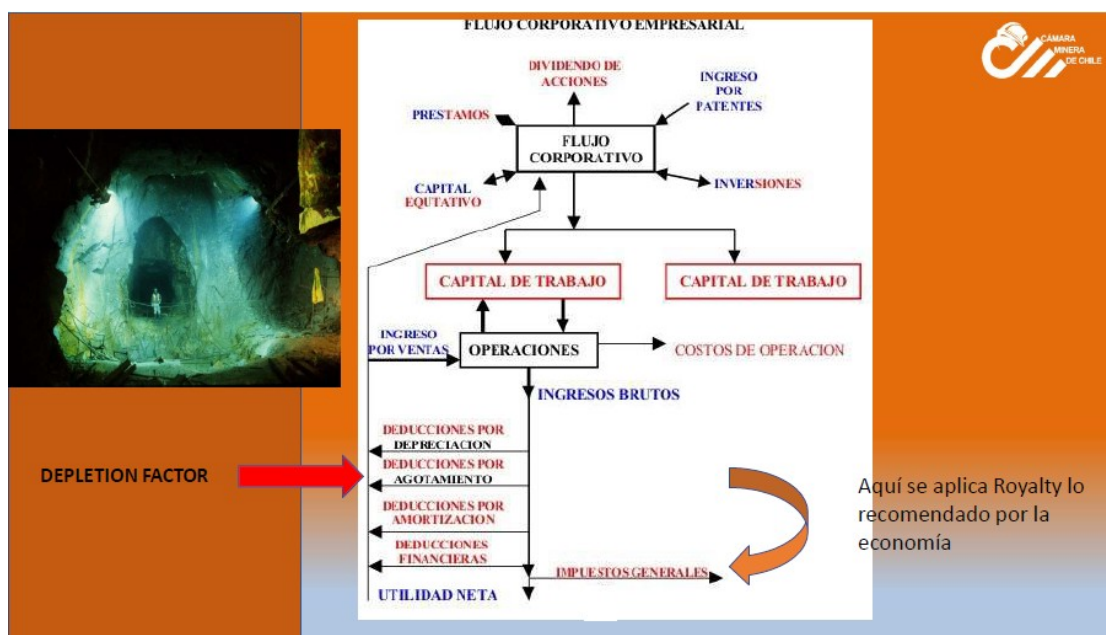 FLUJO CORPORATIVO EMPRESARIAL
CÁMARA
MINERA
DE CHILE
DIVIDENDO DE
ACCIONES
INGRESO
POR
PATENTES
PRESTAMOS
FLUJO
CORPORATIVO
CAPITAL
EQUTATIVO
INVERSIONES
CAPITAL DE TRABAJO
CAPITAL DE TRABAJO
INGRESO
POR VENTAS
OPERACIONES
COSTOS DE OPERACION
INGRESOS BRUTOS
DEDUCCIONES POR
DEPRECIACION
DEPLETION FACTOR
DEDUCCIONES POR
AGOTAMIENTO
Aquí se aplica Royalty lo
recomendado por la
economía
DEDUCCIONES POR
AMORTIZACION
DEDUCCIONES
FINANCIERAS
IMPUESTOS GENERALES
UTILIDAD NETA